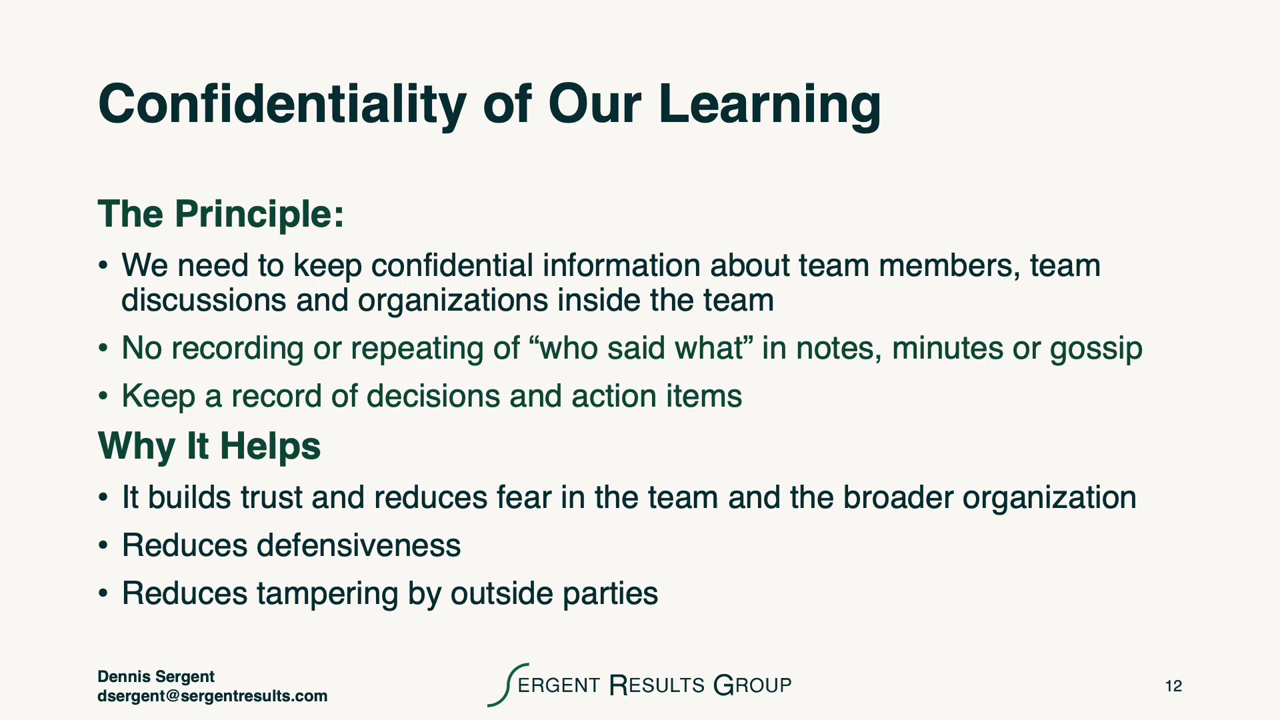 Confidentiality of Our Learning
The Principle:
• We need to keep confidential information about team members, team
discussions and organizations inside the team
• No recording or repeating of “who said what” in notes, minutes or gossip
• Keep a record of decisions and action items
Why It Helps
• It builds trust and reduces fear in the team and the broader organization
• Reduces defensiveness
• Reduces tampering by outside parties
Dennis Sergent
dsergent@sergentresults.com
SERGENT RESULTS GROUP
12